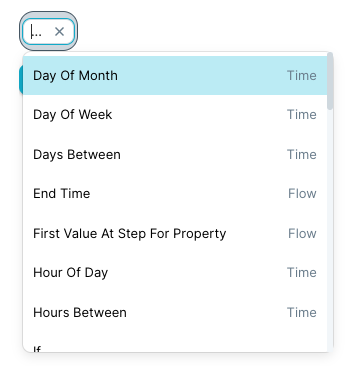 ...
Day Of Month Time
Day Of Week Time
Days Between Time
End Time Flow
First Value At Step For Property Flow
Hour Of Day Time
Hours Between Time
If